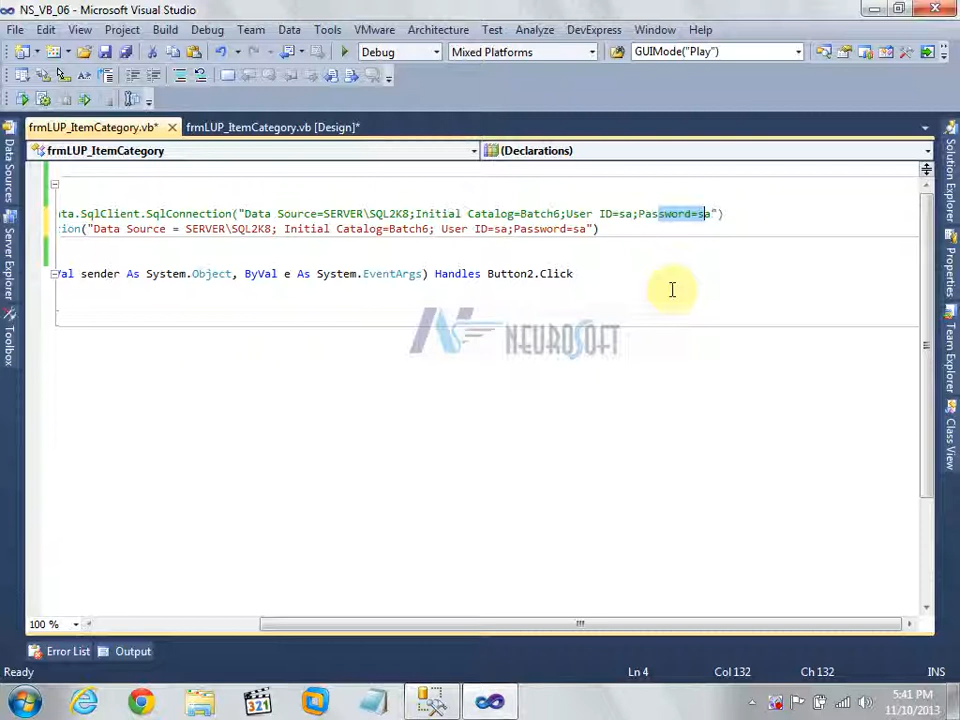 NS_VB_06 - Microsoft Visual Studio
File Edit View Project Build Debug Team Data Tools VMware Architecture Test Analyze DevExpress Window Help
Debug Mixed Platforms GUIMode("Play")
frmLUP_ItemCategory.vb* frmLUP_ItemCategory.vb [Design]*
frmLUP_ItemCategory (Declarations)
ata.SqlClient.SqlConnection("Data Source=SERVER\SQL2K8;Initial Catalog=Batch6;User ID=sa;Password=sa")
tion("Data Source = SERVER\SQL2K8; Initial Catalog=Batch6; User ID=sa;Password=sa")
Val sender As System.Object, ByVal e As System.EventArgs) Handles Button2.Click
NEUROSOFT
Data Sources
Server Explorer
Toolbox
Solution Explorer
Properties
Team Explorer
Class View
100 %
Error List Output
Ready Ln 4 Col 132 Ch 132 INS
321
5:41 PM
11/10/2013